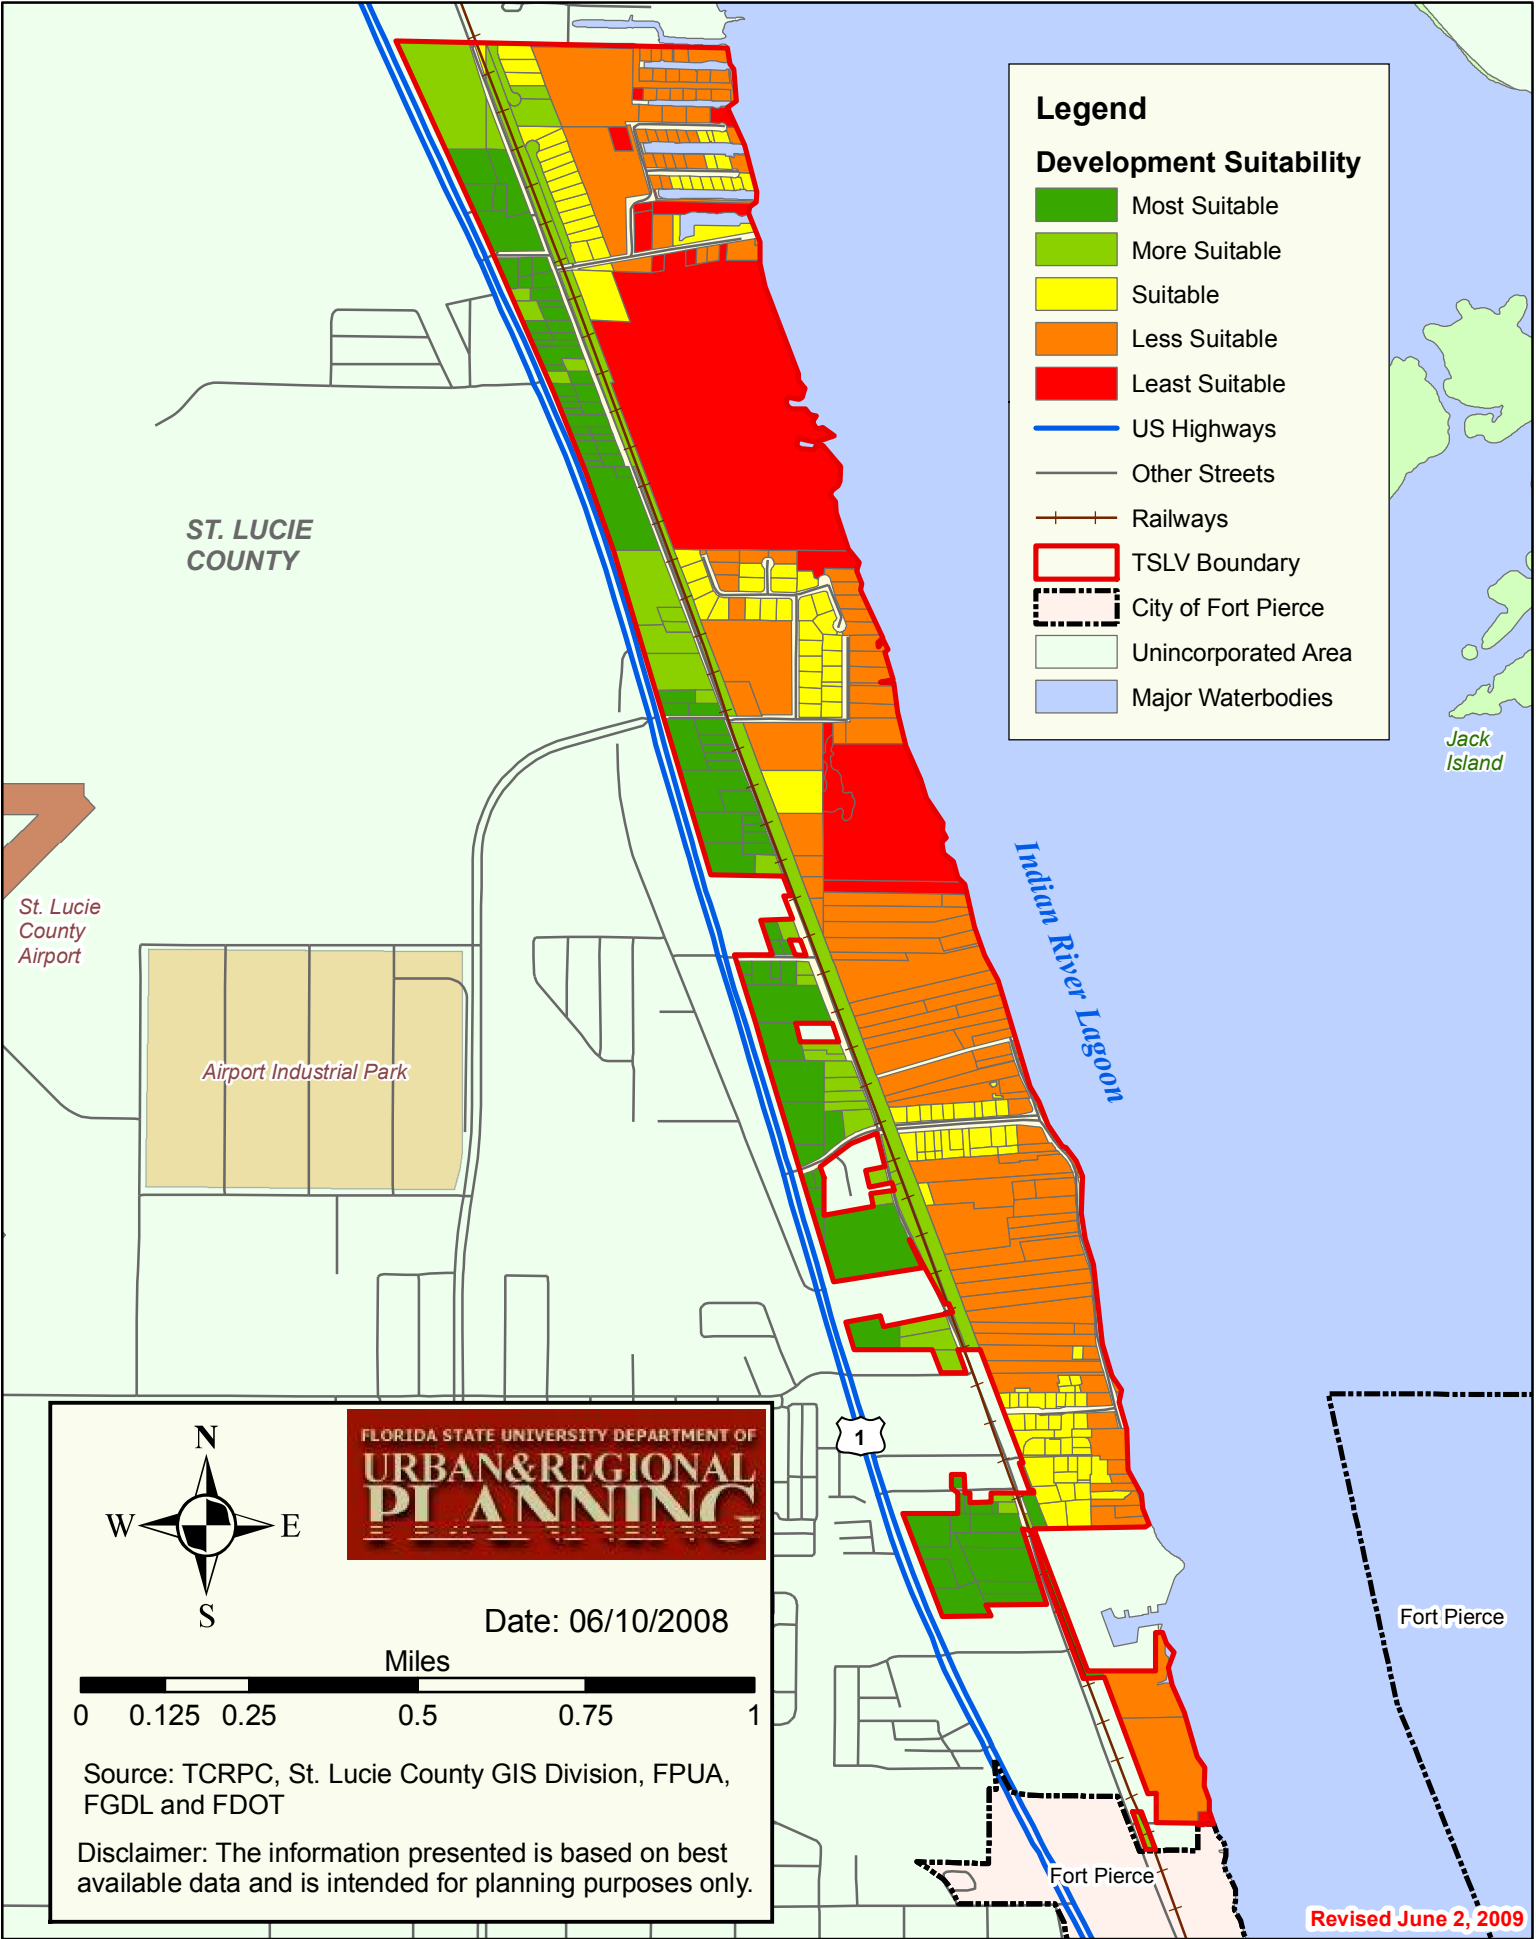 Legend
Development Suitability
Most Suitable
More Suitable
Suitable
Less Suitable
Least Suitable
US Highways
Other Streets
Railways
TSLV Boundary
City of Fort Pierce
Unincorporated Area
Major Waterbodies
ST. LUCIE
COUNTY
Jack
Island
St. Lucie
County
Airport
Indian River Lagoon
Airport Industrial Park
1
N
W
E
S
FLORIDA STATE UNIVERSITY DEPARTMENT OF
URBAN&REGIONAL
PLANNING
Date: 06/10/2008
Miles
0 0.125 0.25 0.5 0.75 1
Source: TCRPC, St. Lucie County GIS Division, FPUA,
FGDL and FDOT
Disclaimer: The information presented is based on best
available data and is intended for planning purposes only.
Fort Pierce
Fort Pierce
Revised June 2, 2009